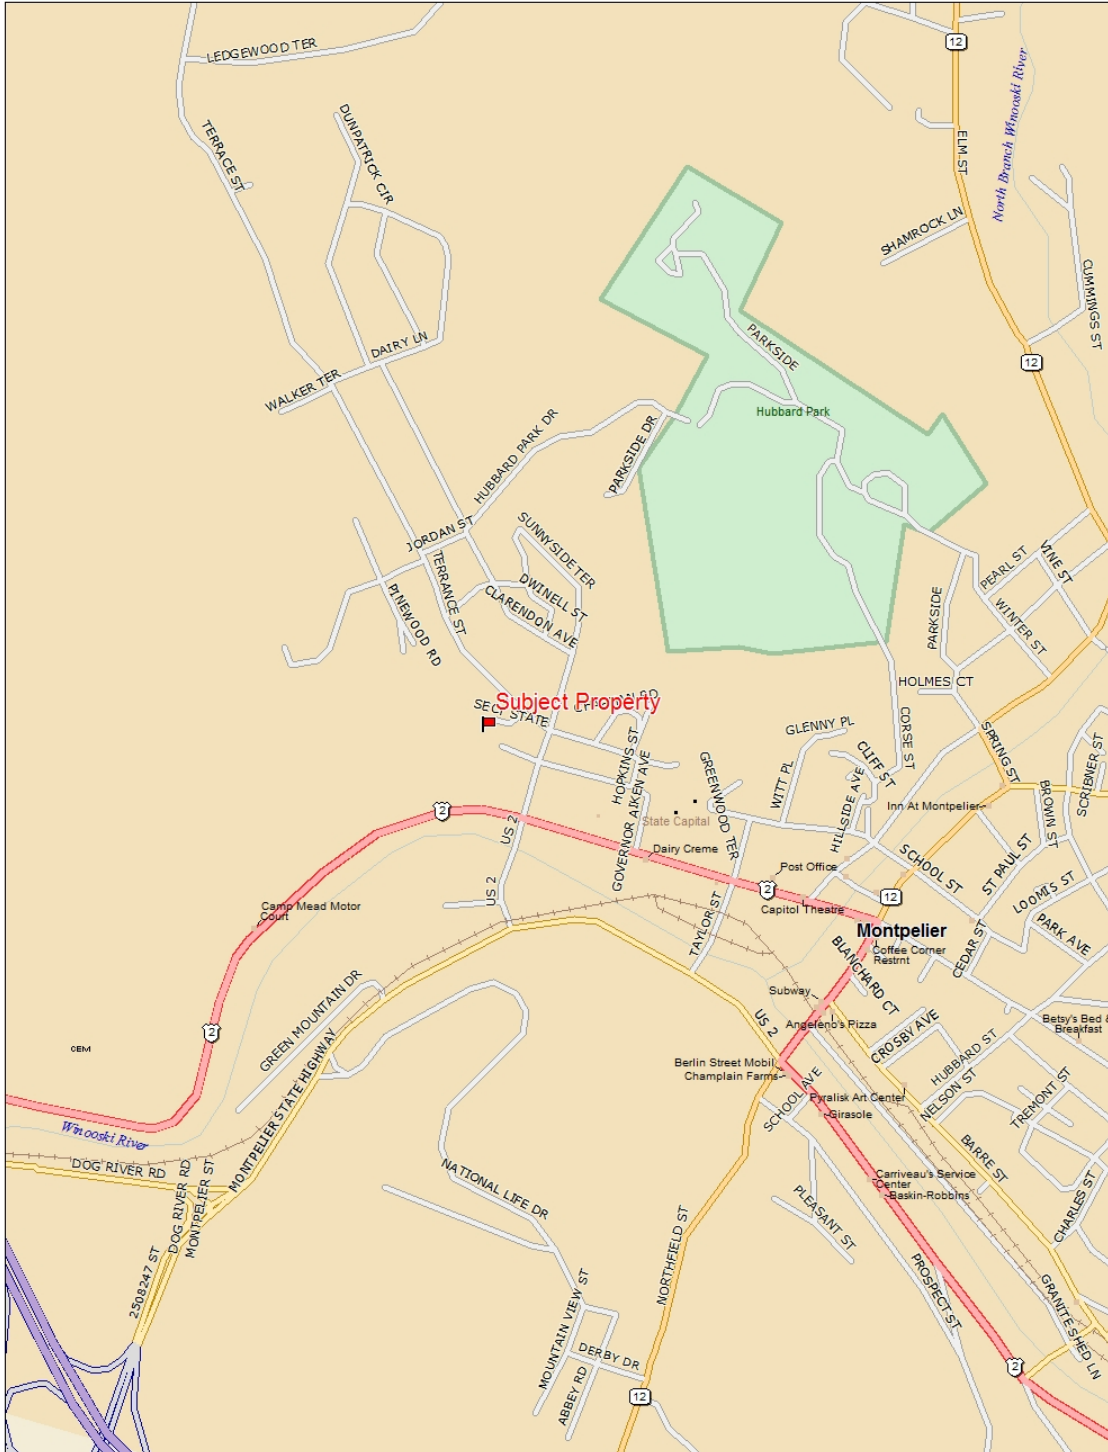 LEDGEWOOD TER
12
North Branch Winooski River
DUNPATRICK CIR
TERRACE ST
ELM ST
SHAMROCK LN
CUMMINGS ST
PARKSIDE
DAIRY LN
12
WALKER TER
Hubbard Park
HUBBARD PARK DR
PARKSIDE DR
SUNNYSIDE TER
JORDAN ST
PEARL ST
VINE ST
TERRANCE ST
DWINELL ST
CLARENDON AVE
PINEWOOD RD
PARKSIDE
WINTER ST
HOLMES CT
Subject Property
STATE
GLENNY PL
CORSE ST
SPRING ST
CLIFF ST
HOPKINS ST
GOVERNOR AIKEN AVE
GREENWOOD TER
WITT PL
HILLSIDE AVE
SCRIBNER ST
BROWN ST
Inn At Montpelier
2
State Capital
US 2
Dairy Creme
SCHOOL ST
ST PAUL ST
Post Office
2
LOOMIS ST
US 2
12
Capitol Theatre
Camp Mead Motor
Court
TAYLOR ST
Montpelier
PARK AVE
CEDAR ST
Coffee Corner
Restrnt
BLANCHARD CT
GREEN MOUNTAIN DR
Subway
2
US 2
Angeleno's Pizza
CROSBY AVE
Betsy's Bed &
Breakfast
CEM
MONTPELIER STATE HIGHWAY
Berlin Street Mobil
Champlain Farms
HUBBARD ST
SCHOOL AVE
Pyralisk Art Center
Girasole
NELSON ST
TREMONT ST
Winooski River
DOG RIVER RD
BARRE ST
NATIONAL LIFE DR
Carriveau's Service
Center
Baskin-Robbins
DOG RIVER RD
MONTPELIER ST
PLEASANT ST
CHARLES ST
NORTHFIELD ST
2508247 ST
PROSPECT ST
GRANITE SHED LN
MOUNTAIN VIEW ST
DERBY DR
ABBEY RD
2
12